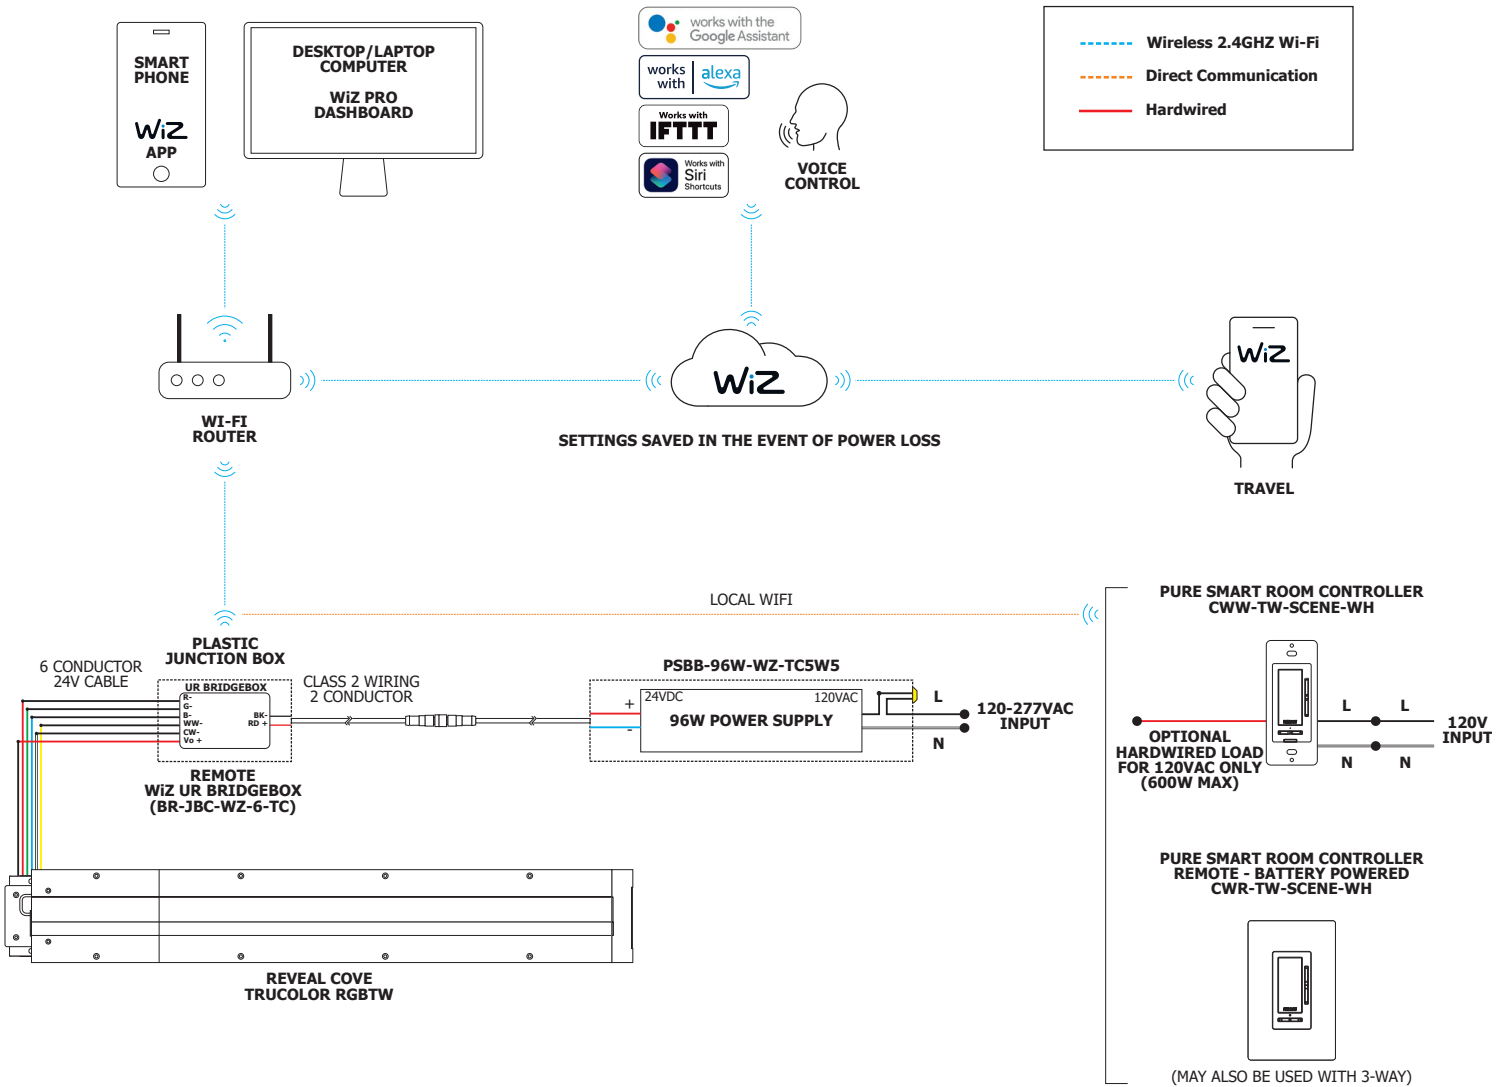 SMART
PHONE
WiZ
APP
DESKTOP/LAPTOP
COMPUTER
WiZ PRO
DASHBOARD
works with the
Google Assistant
works
with
alexa
Works with
IFTTT
Works with
Siri
Shortcuts
VOICE
CONTROL
Wireless 2.4GHZ Wi-Fi
Direct Communication
Hardwired
WI-FI
ROUTER
WiZ
SETTINGS SAVED IN THE EVENT OF POWER LOSS
WiZ
TRAVEL
LOCAL WIFI
PLASTIC
JUNCTION BOX
6 CONDUCTOR
24V CABLE
UR BRIDGEBOX
R-
G-
B-
WW-
CW-
Vo +
BK-
RD +
CLASS 2 WIRING
2 CONDUCTOR
REMOTE
WiZ UR BRIDGEBOX
(BR-JBC-WZ-6-TC)
PSBB-96W-WZ-TC5W5
+
-
24VDC
120VAC
96W POWER SUPPLY
L
N
120-277VAC
INPUT
PURE SMART ROOM CONTROLLER
CWW-TW-SCENE-WH
OPTIONAL
HARDWIRED LOAD
FOR 120VAC ONLY
(600W MAX)
L
L
N
N
120V
INPUT
PURE SMART ROOM CONTROLLER
REMOTE - BATTERY POWERED
CWR-TW-SCENE-WH
(MAY ALSO BE USED WITH 3-WAY)
REVEAL COVE
TRUCOLOR RGBTW